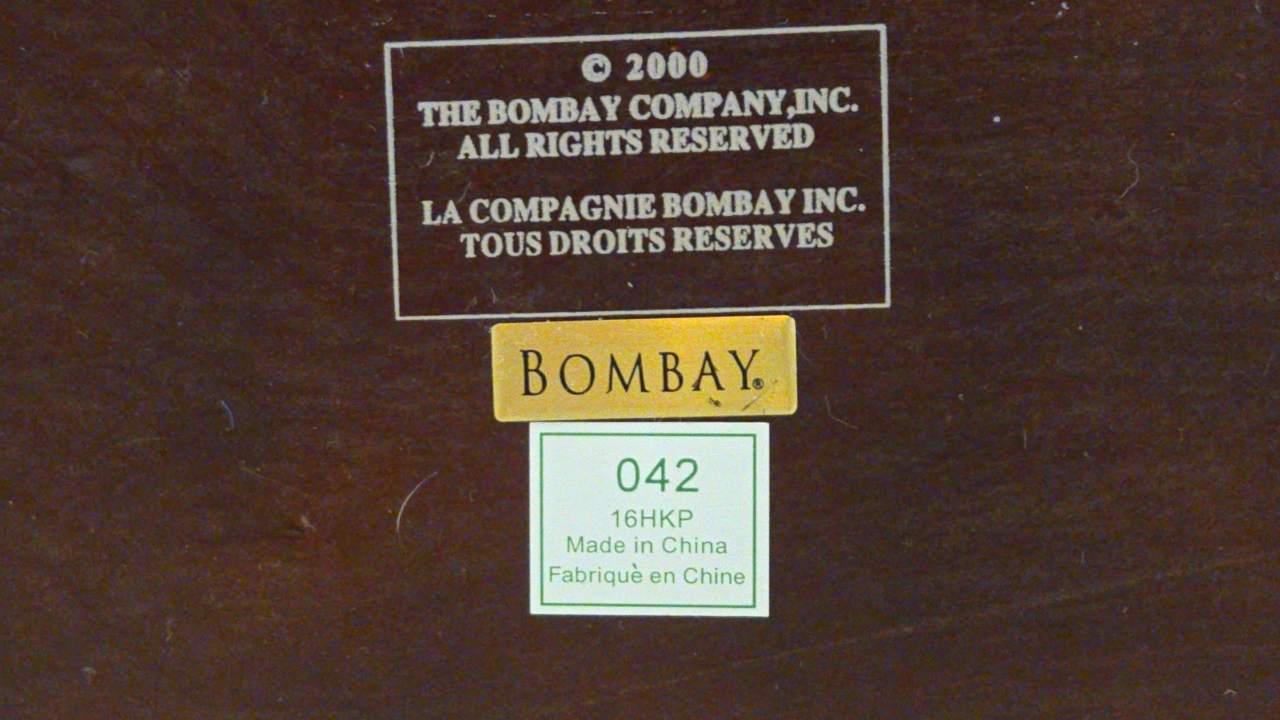 © 2000
THE BOMBAY COMPANY,INC.
ALL RIGHTS RESERVED
LA COMPAGNIE BOMBAY INC.
TOUS DROITS RESERVES
BOMBAY®
042
16HKP
Made in China
Fabriquè en Chine